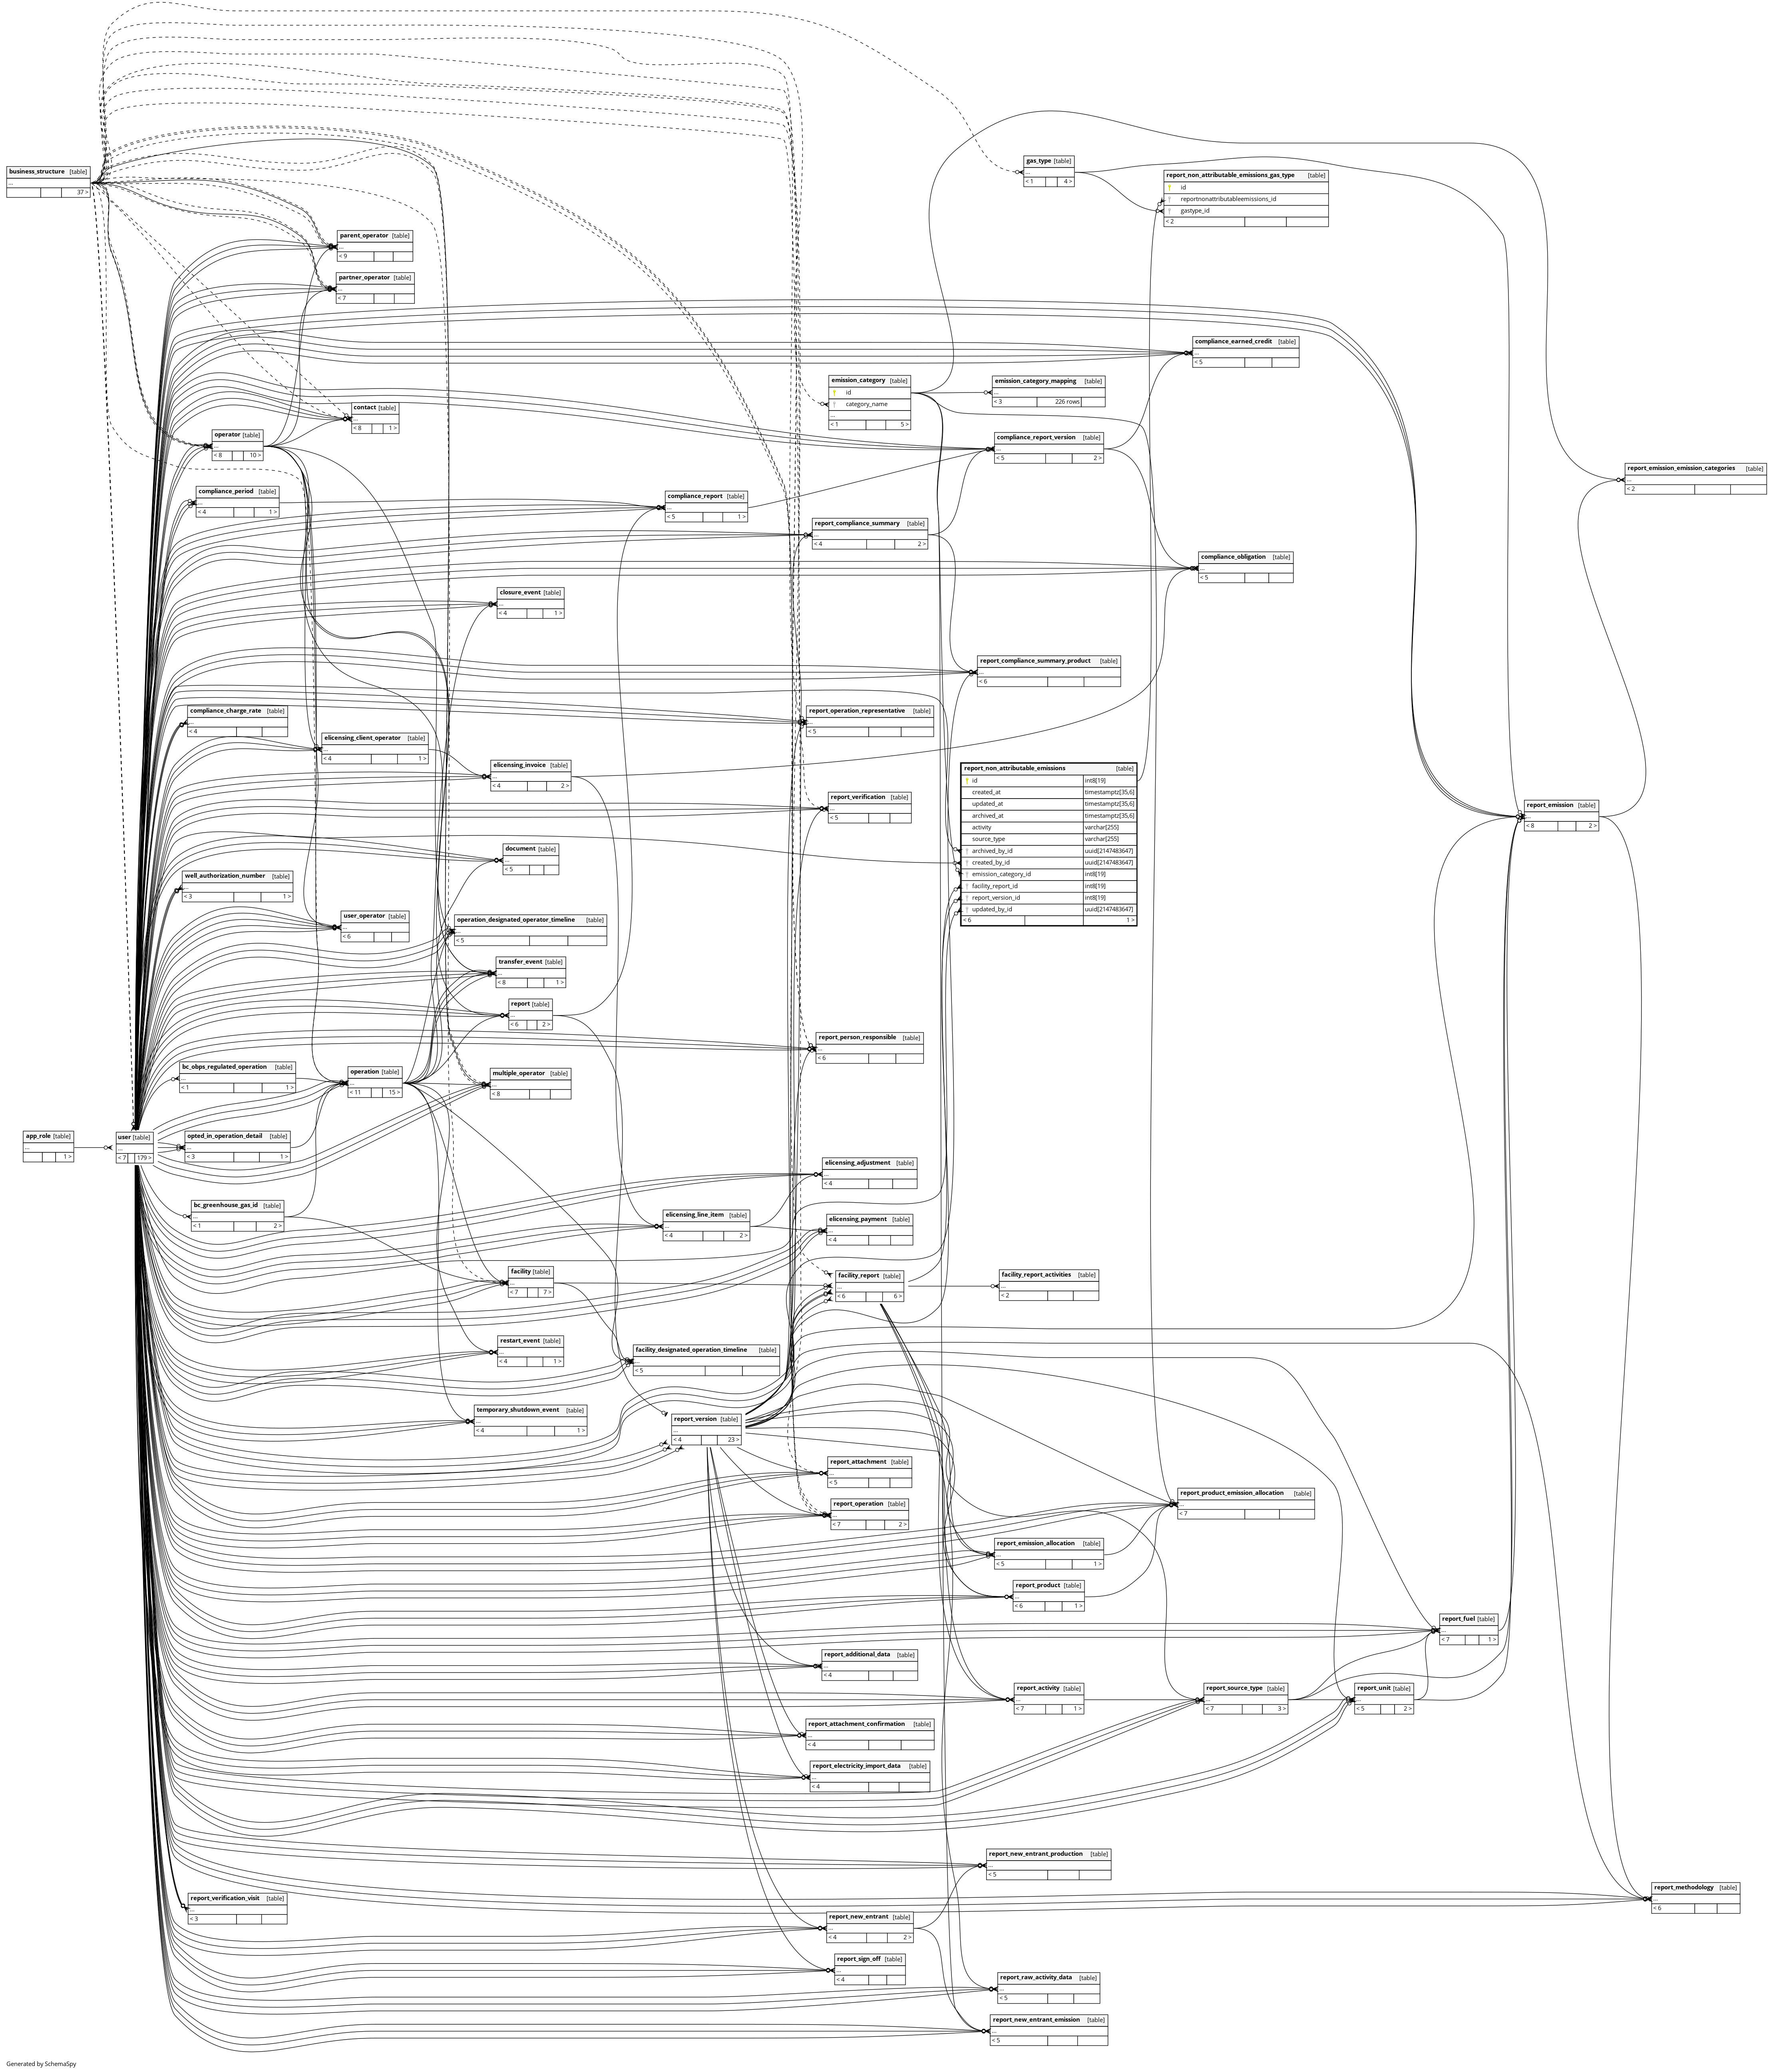 business_structure [table]
...
37 >
gas_type [table]
...
< 1 4 >
report_non_attributable_emissions_gas_type [table]
id
reportnonattributableemissions_id
gastype_id
< 2
parent_operator [table]
...
< 9
partner_operator [table]
...
< 7
compliance_earned_credit [table]
...
< 5
emission_category [table]
id
category_name
...
< 1 5 >
emission_category_mapping [table]
...
< 3 226 rows
contact [table]
...
< 8 1 >
operator [table]
...
< 8 10 >
compliance_report_version [table]
...
< 5 2 >
report_emission_emission_categories [table]
...
< 2
compliance_period [table]
...
< 4 1 >
compliance_report [table]
...
< 5 1 >
report_compliance_summary [table]
...
< 4 2 >
compliance_obligation [table]
...
< 5
closure_event [table]
...
< 4 1 >
report_compliance_summary_product [table]
...
< 6
compliance_charge_rate [table]
...
< 4
report_operation_representative [table]
...
< 5
elicensing_client_operator [table]
...
< 4 1 >
elicensing_invoice [table]
...
< 4 2 >
report_non_attributable_emissions [table]
id int8[19]
created_at timestamptz[35,6]
updated_at timestamptz[35,6]
archived_at timestamptz[35,6]
activity varchar[255]
source_type varchar[255]
archived_by_id uuid[2147483647]
created_by_id uuid[2147483647]
emission_category_id int8[19]
facility_report_id int8[19]
report_version_id int8[19]
updated_by_id uuid[2147483647]
< 6 1 >
report_verification [table]
...
< 5
report_emission [table]
...
< 8 2 >
document [table]
...
< 5
well_authorization_number [table]
...
< 3 1 >
user_operator [table]
...
< 6
operation_designated_operator_timeline [table]
...
< 5
transfer_event [table]
...
< 8 1 >
report [table]
...
< 6 2 >
report_person_responsible [table]
...
< 6
bc_obps_regulated_operation [table]
...
< 1 1 >
operation [table]
...
< 11 15 >
multiple_operator [table]
...
< 8
app_role [table]
...
1 >
user [table]
...
< 7 179 >
opted_in_operation_detail [table]
...
< 3 1 >
elicensing_adjustment [table]
...
< 4
bc_greenhouse_gas_id [table]
...
< 1 2 >
elicensing_line_item [table]
...
< 4 2 >
elicensing_payment [table]
...
< 4
facility [table]
...
< 7 7 >
facility_report [table]
...
< 6 6 >
facility_report_activities [table]
...
< 2
restart_event [table]
...
< 4 1 >
facility_designated_operation_timeline [table]
...
< 5
temporary_shutdown_event [table]
...
< 4 1 >
report_version [table]
...
< 4 23 >
report_attachment [table]
...
< 5
report_product_emission_allocation [table]
...
< 7
report_operation [table]
...
< 7 2 >
report_emission_allocation [table]
...
< 5 1 >
report_product [table]
...
< 6 1 >
report_fuel [table]
...
< 7 1 >
report_additional_data [table]
...
< 4
report_activity [table]
...
< 7 1 >
report_source_type [table]
...
< 7 3 >
report_unit [table]
...
< 5 2 >
report_attachment_confirmation [table]
...
< 4
report_electricity_import_data [table]
...
< 4
report_new_entrant_production [table]
...
< 5
report_methodology [table]
...
< 6
report_verification_visit [table]
...
< 3
report_new_entrant [table]
...
< 4 2 >
report_sign_off [table]
...
< 4
report_raw_activity_data [table]
...
< 5
report_new_entrant_emission [table]
...
< 5
Generated by SchemaSpy